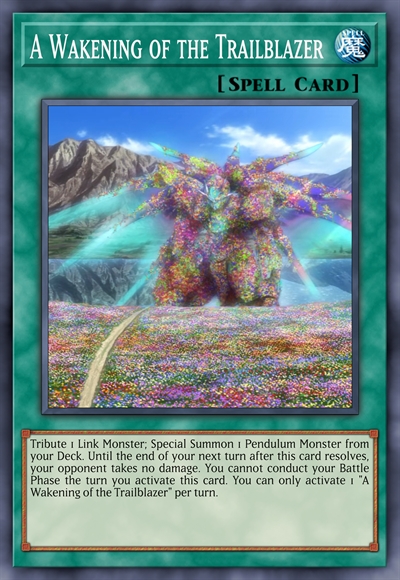 A Wakening of the Trailblazer 魔
[Spell Card]
Tribute 1 Link Monster; Special Summon 1 Pendulum Monster from
your Deck. Until the end of your next turn after this card resolves,
your opponent takes no damage. You cannot conduct your Battle
Phase the turn you activate this card. You can only activate 1 "A
Wakening of the Trailblazer" per turn.